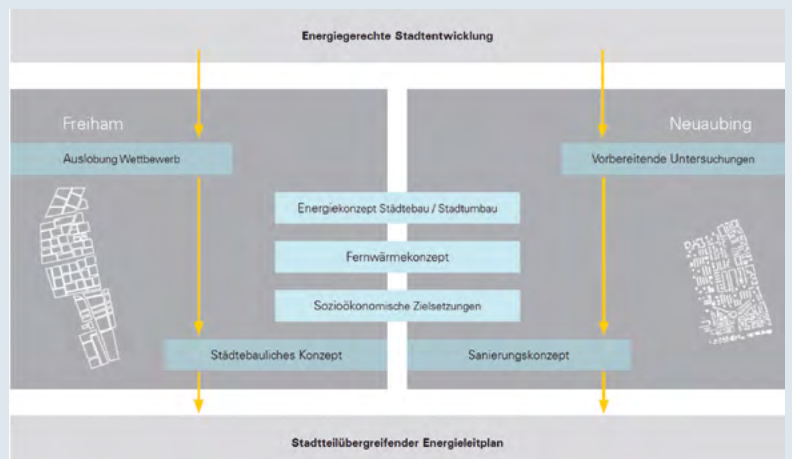 Energiegerechte Stadtentwicklung
Freiham
Neuaubing
Auslobung Wettbewerb
Vorbereitende Untersuchungen
Energiekonzept Städtebau / Stadtumbau
Fernwärmekonzept
Sozioökonomische Zielsetzungen
Städtebauliches Konzept
Sanierungskonzept
Stadtteilübergreifender Energieleitplan